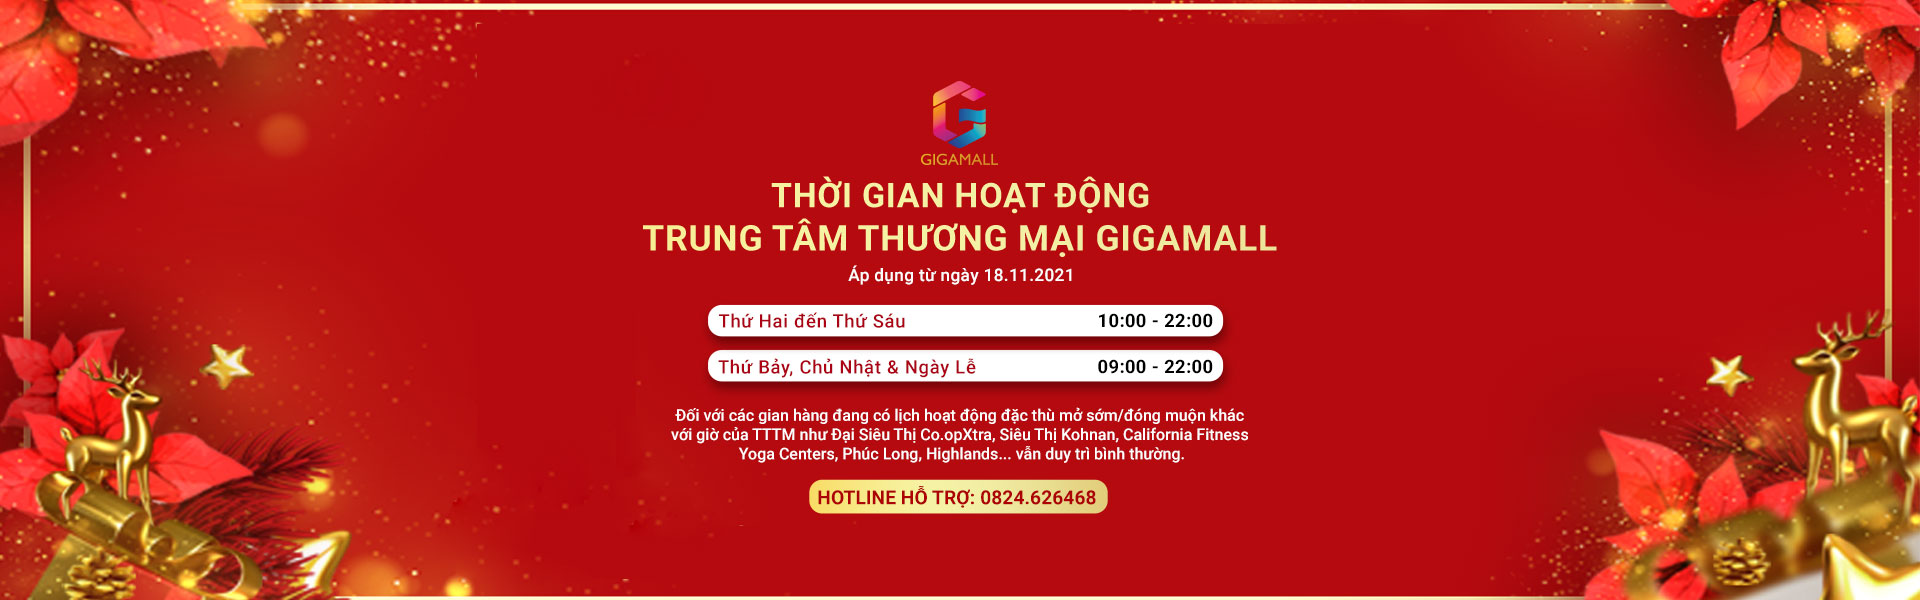 GIGAMALL
THỜI GIAN HOẠT ĐỘNG
TRUNG TÂM THƯƠNG MẠI GIGAMALL
Áp dụng từ ngày 18.11.2021
Thứ Hai đến Thứ Sáu 10:00 - 22:00
Thứ Bảy, Chủ Nhật & Ngày Lễ 09:00 - 22:00
Đối với các gian hàng đang có lịch hoạt động đặc thù mở sớm/đóng muộn khác
với giờ của TTTM như Đại Siêu Thị Co.opXtra, Siêu Thị Kohnan, California Fitness
Yoga Centers, Phúc Long, Highlands... vẫn duy trì bình thường.
HOTLINE HỖ TRỢ: 0824.626468